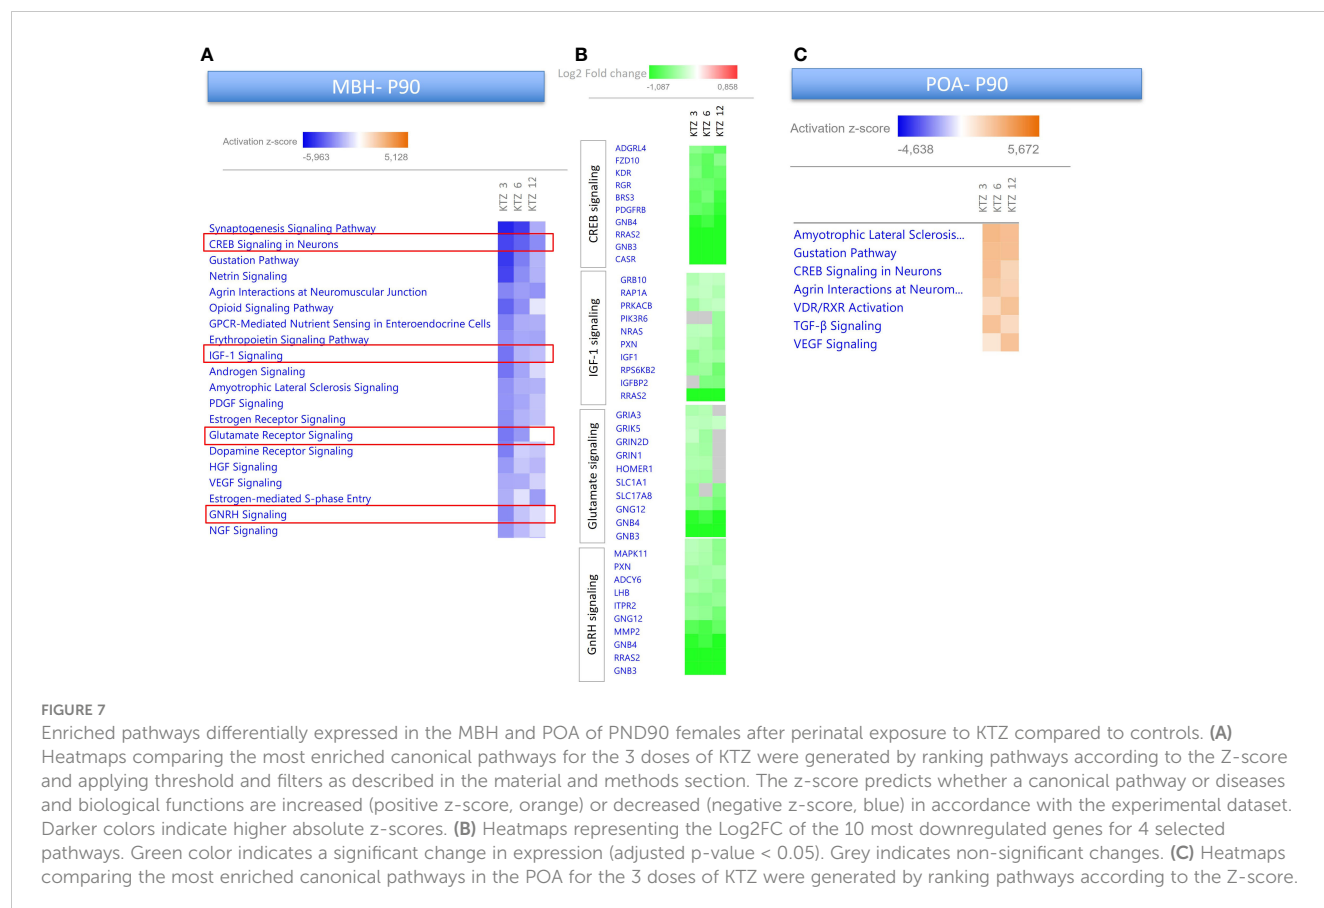 A
MBH- P90
Activation z-score
-5,963 5,128
KTZ 3
KTZ 6
KTZ 12
Synaptogenesis Signaling Pathway
CREB Signaling in Neurons
Gustation Pathway
Netrin Signaling
Agrin Interactions at Neuromuscular Junction
Opioid Signaling Pathway
GPCR-Mediated Nutrient Sensing in Enteroendocrine Cells
Erythropoietin Signaling Pathway
IGF-1 Signaling
Androgen Signaling
Amyotrophic Lateral Sclerosis Signaling
PDGF Signaling
Estrogen Receptor Signaling
Glutamate Receptor Signaling
Dopamine Receptor Signaling
HGF Signaling
VEGF Signaling
Estrogen-mediated S-phase Entry
GNRH Signaling
NGF Signaling
B
Log2 Fold change
-1,087 0,858
KTZ 3
KTZ 6
KTZ 12
CREB signaling
ADGRL4
FZD10
KDR
RGR
BRS3
PDGFRB
GNB4
RRAS2
GNB3
CASR
IGF-1 signaling
GRB10
RAP1A
PRKACB
PIK3R6
NRAS
PXN
IGF1
RPS6KB2
IGFBP2
RRAS2
Glutamate signaling
GRIA3
GRIK5
GRIN2D
GRIN1
HOMER1
SLC1A1
SLC17A8
GNG12
GNB4
GNB3
GnRH signaling
MAPK11
PXN
ADCY6
LHB
ITPR2
GNG12
MMP2
GNB4
RRAS2
GNB3
C
POA- P90
Activation z-score
-4,638 5,672
KTZ 3
KTZ 6
KTZ 12
Amyotrophic Lateral Sclerosis...
Gustation Pathway
CREB Signaling in Neurons
Agrin Interactions at Neurom...
VDR/RXR Activation
TGF-β Signaling
VEGF Signaling
FIGURE 7
Enriched pathways differentially expressed in the MBH and POA of PND90 females after perinatal exposure to KTZ compared to controls. (A)
Heatmaps comparing the most enriched canonical pathways for the 3 doses of KTZ were generated by ranking pathways according to the Z-score
and applying threshold and filters as described in the material and methods section. The z-score predicts whether a canonical pathway or diseases
and biological functions are increased (positive z-score, orange) or decreased (negative z-score, blue) in accordance with the experimental dataset.
Darker colors indicate higher absolute z-scores. (B) Heatmaps representing the Log2FC of the 10 most downregulated genes for 4 selected
pathways. Green color indicates a significant change in expression (adjusted p-value < 0.05). Grey indicates non-significant changes. (C) Heatmaps
comparing the most enriched canonical pathways in the POA for the 3 doses of KTZ were generated by ranking pathways according to the Z-score.